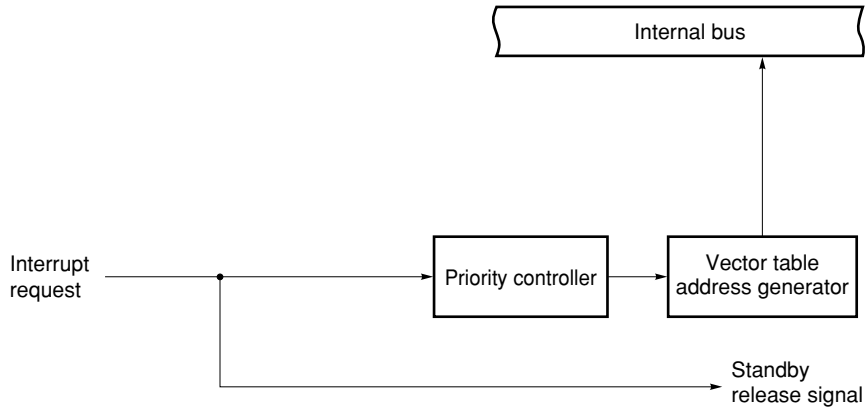 Internal bus
Interrupt
request
Priority controller
Vector table
address generator
Standby
release signal